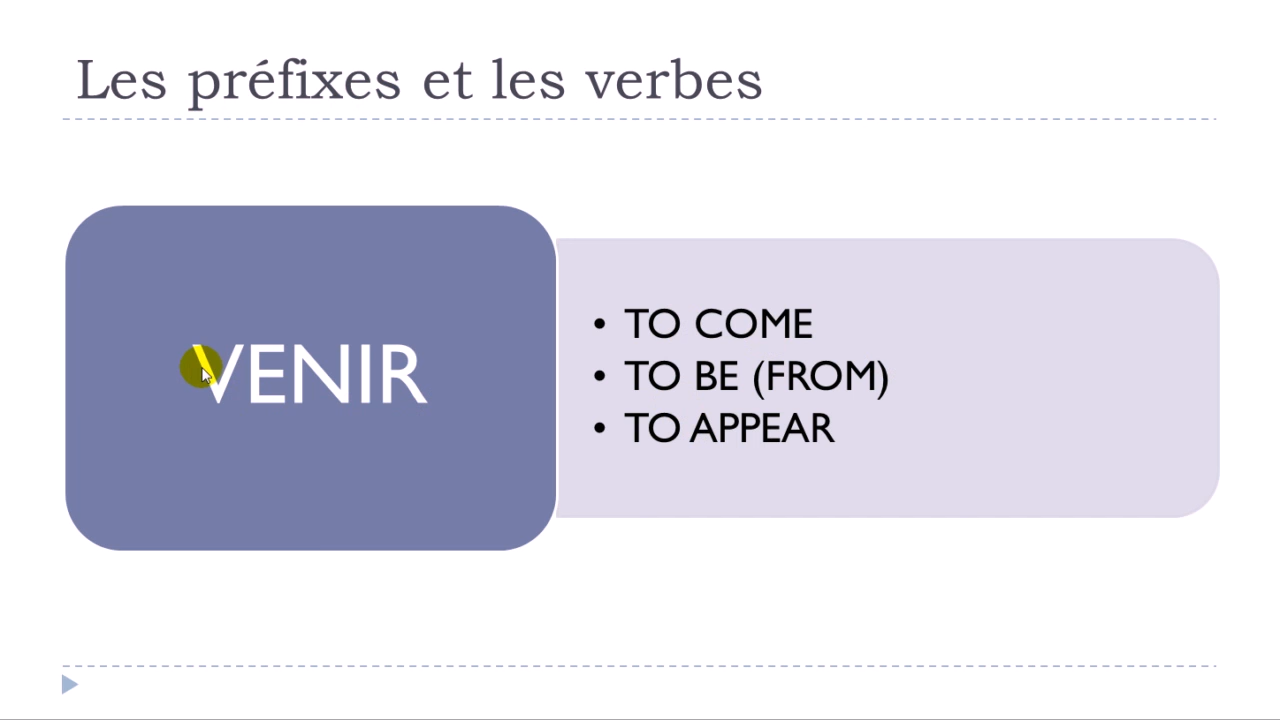 Les préfixes et les verbes
VENIR
• TO COME
• TO BE (FROM)
• TO APPEAR